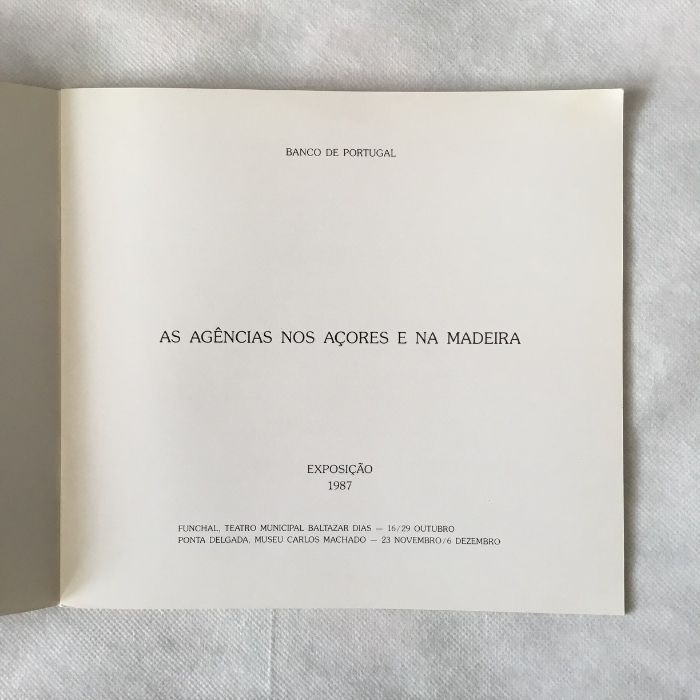 BANCO DE PORTUGAL
AS AGÊNCIAS NOS AÇORES E NA MADEIRA
EXPOSIÇÃO
1987
FUNCHAL, TEATRO MUNICIPAL BALTAZAR DIAS — 16/29 OUTUBRO
PONTA DELGADA, MUSEU CARLOS MACHADO — 23 NOVEMBRO/6 DEZEMBRO